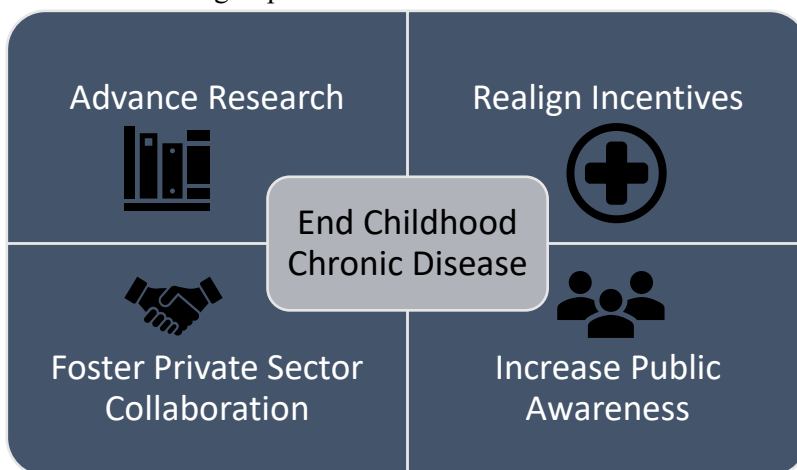 Advance Research
Realign Incentives
End Childhood
Chronic Disease
Foster Private Sector
Collaboration
Increase Public
Awareness